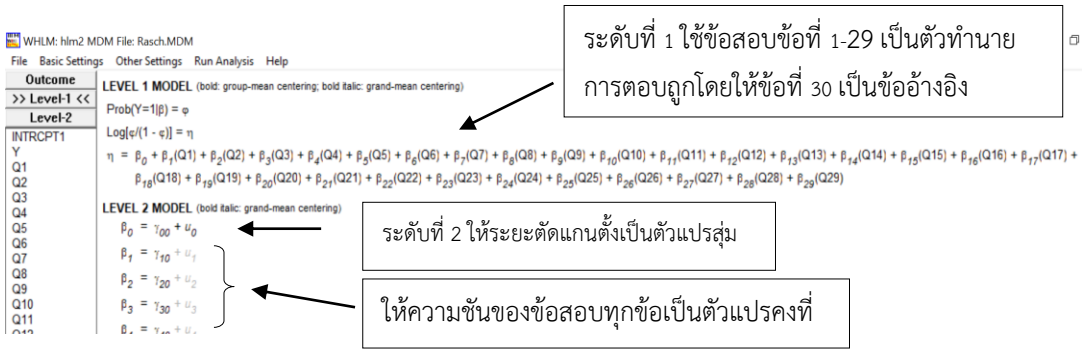 WHLM: hlm2 MDM File: Rasch.MDM
File Basic Settings Other Settings Run Analysis Help
Outcome
>> Level-1 <<
Level-2
INTRCPT1
Y
Q1
Q2
Q3
Q4
Q5
Q6
Q7
Q8
Q9
Q10
Q11
LEVEL 1 MODEL (bold: group-mean centering; bold italic: grand-mean centering)
Prob(Y=1|β) = φ
Log[φ/(1 - φ)] = η
η = β0 + β1(Q1) + β2(Q2) + β3(Q3) + β4(Q4) + β5(Q5) + β6(Q6) + β7(Q7) + β8(Q8) + β9(Q9) + β10(Q10) + β11(Q11) + β12(Q12) + β13(Q13) + β14(Q14) + β15(Q15) + β16(Q16) + β17(Q17) +
β18(Q18) + β19(Q19) + β20(Q20) + β21(Q21) + β22(Q22) + β23(Q23) + β24(Q24) + β25(Q25) + β26(Q26) + β27(Q27) + β28(Q28) + β29(Q29)
LEVEL 2 MODEL (bold italic: grand-mean centering)
β0 = γ00 + u0
β1 = γ10 + u1
β2 = γ20 + u2
β3 = γ30 + u3
ระดับที่ 1 ใช้ข้อสอบข้อที่ 1-29 เป็นตัวทำนาย
การตอบถูกโดยให้ข้อที่ 30 เป็นข้ออ้างอิง
ระดับที่ 2 ให้ระยะตัดแกนตั้งเป็นตัวแปรสุ่ม
ให้ความชันของข้อสอบทุกข้อเป็นตัวแปรคงที่